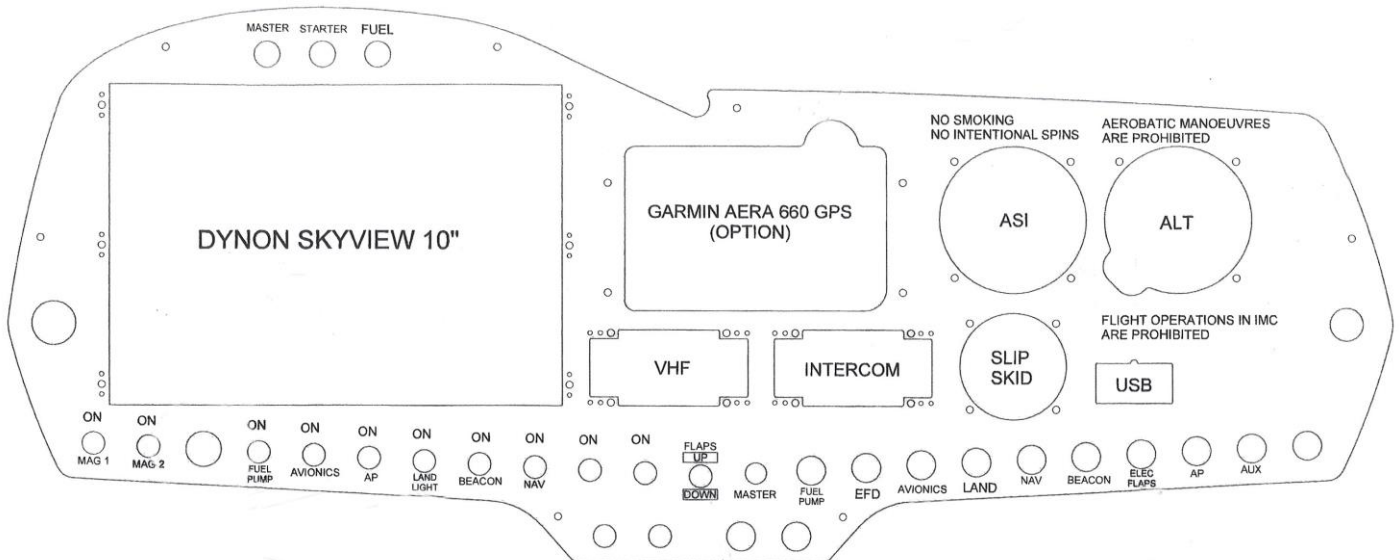 MASTER STARTER FUEL
NO SMOKING
NO INTENTIONAL SPINS
AEROBATIC MANOEUVRES
ARE PROHIBITED
DYNON SKYVIEW 10"
GARMIN AERA 660 GPS
(OPTION)
ASI
ALT
FLIGHT OPERATIONS IN IMC
ARE PROHIBITED
VHF
INTERCOM
SLIP
SKID
USB
ON ON ON ON ON ON ON ON ON ON
MAG 1
MAG 2
FUEL
PUMP
AVIONICS
AP
LAND
LIGHT
BEACON
NAV
FLAPS
UP
DOWN
MASTER
FUEL
PUMP
EFD
AVIONICS
LAND
NAV
BEACON
ELEC
FLAPS
AP
AUX